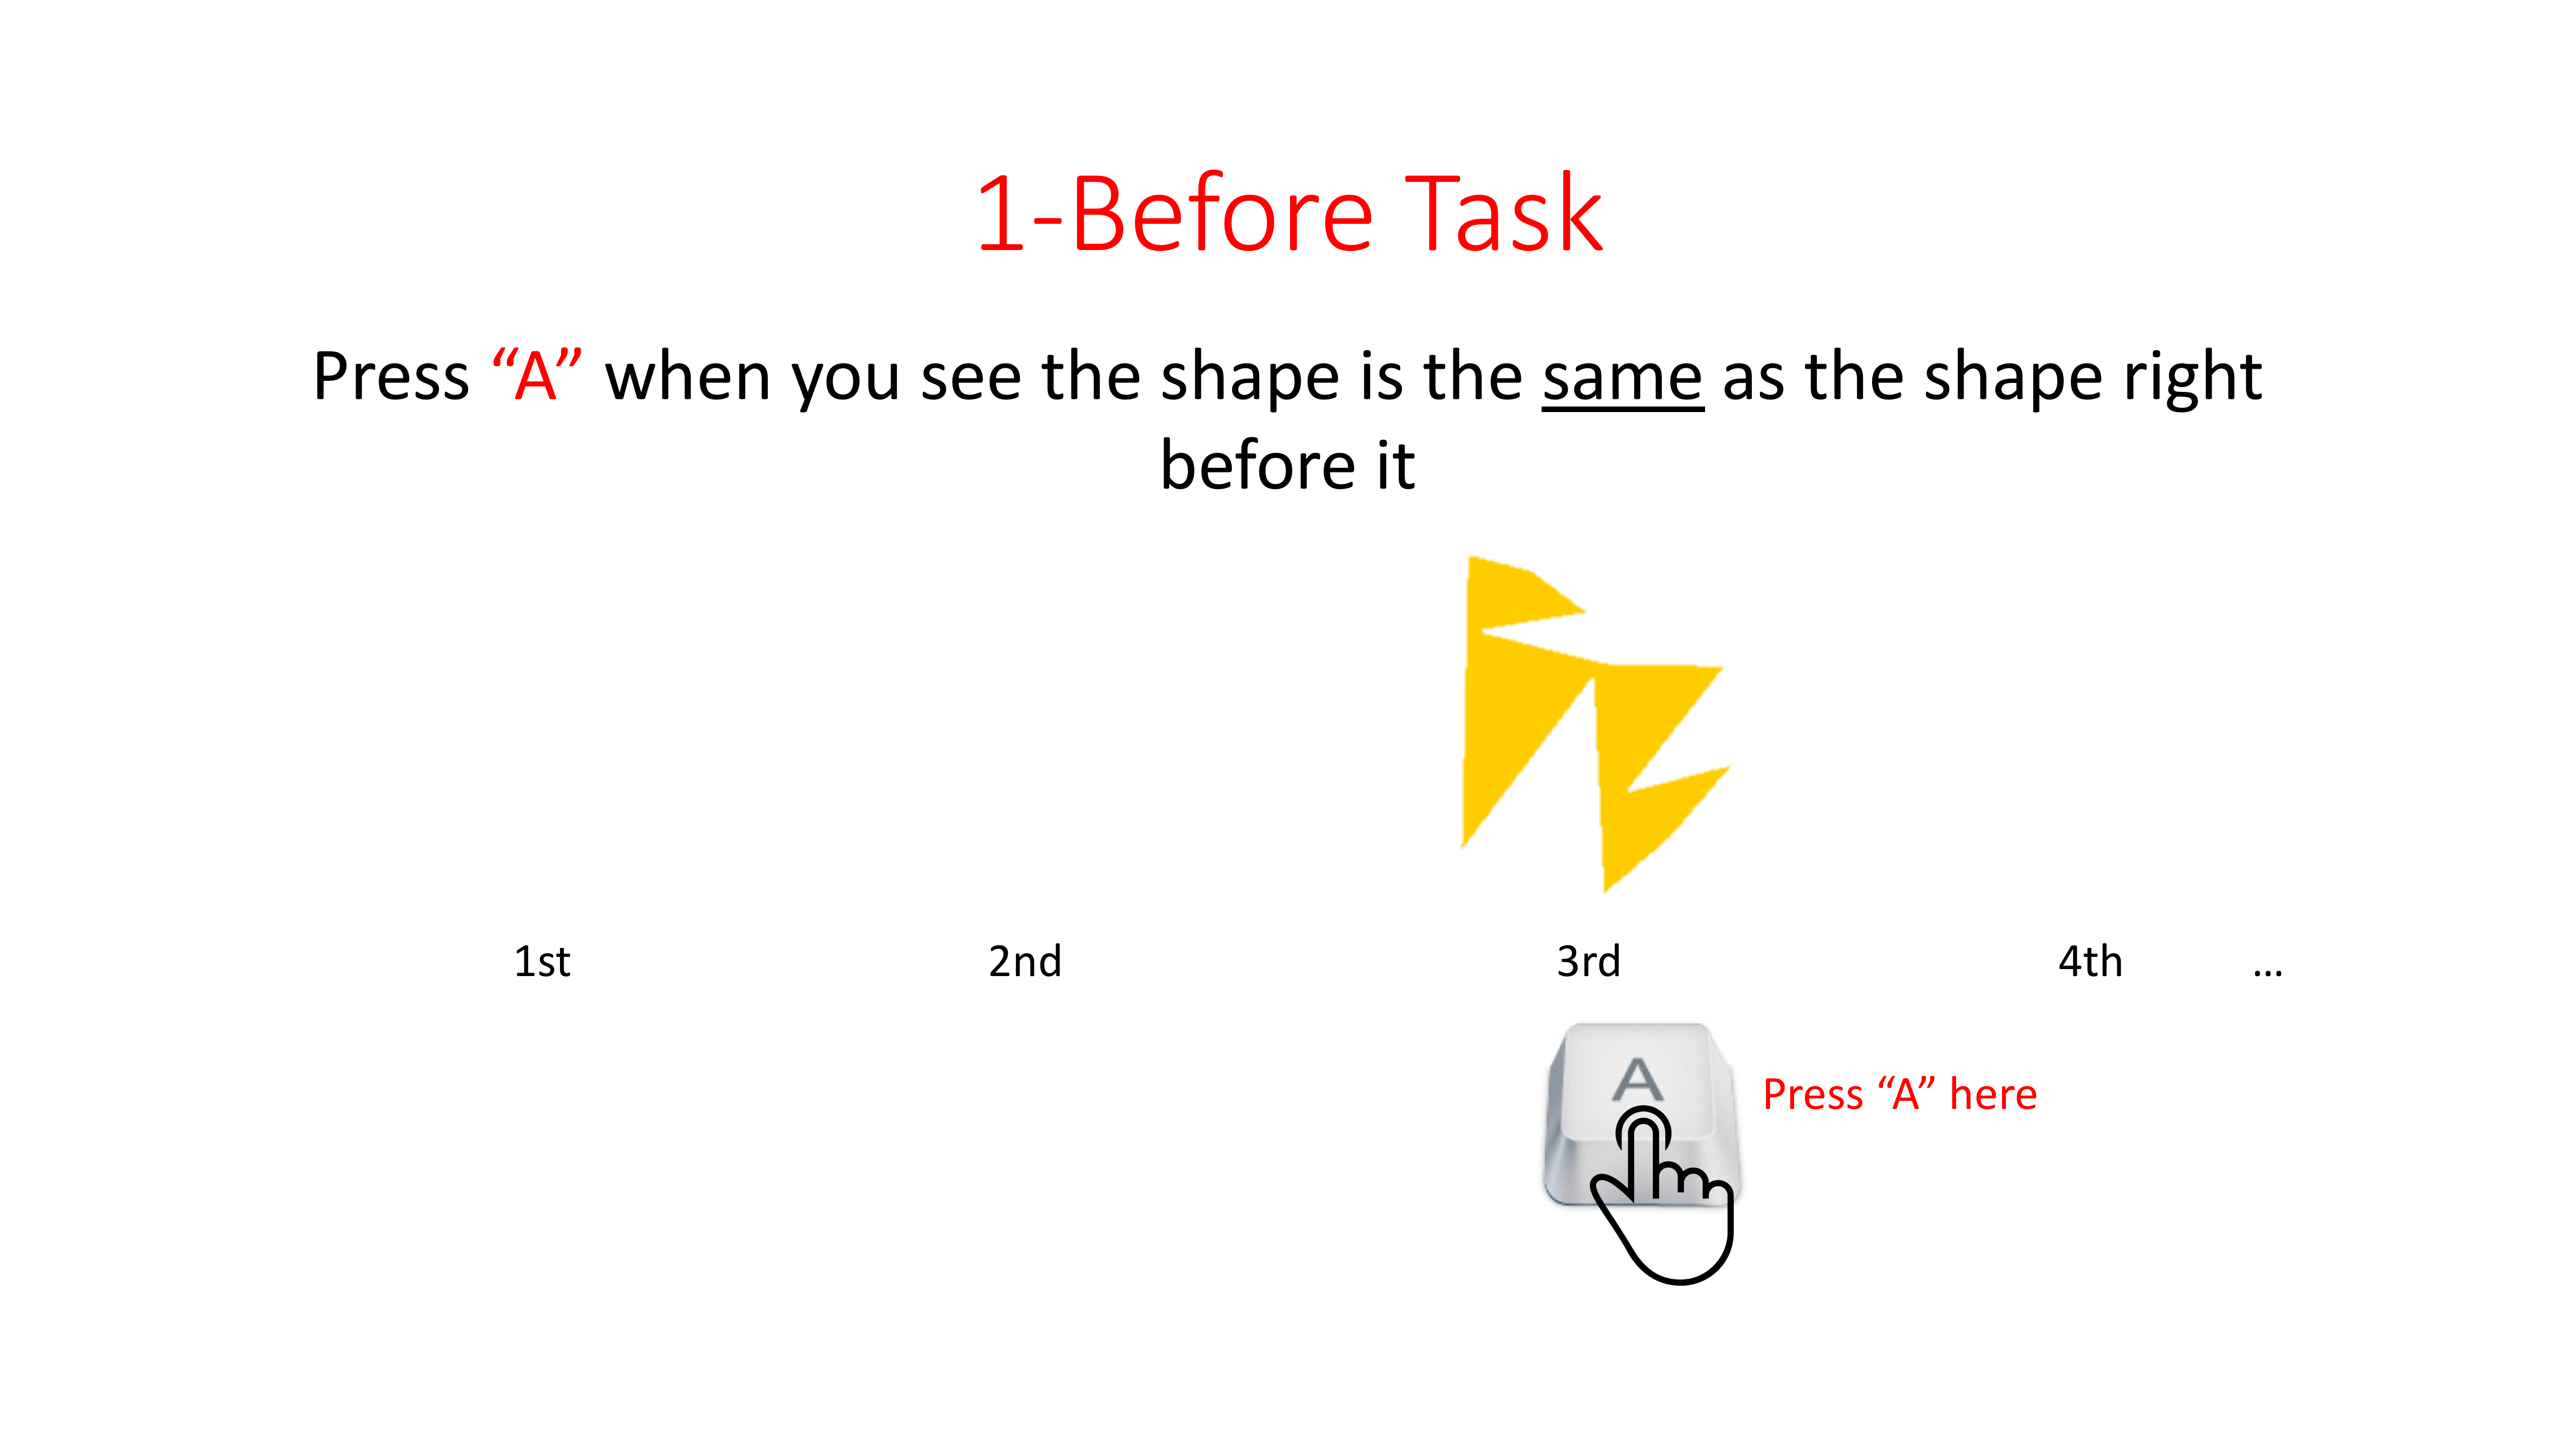 1-Before Task
Press “A” when you see the shape is the same as the shape right
before it
1st 2nd 3rd 4th ...
A
Press “A” here